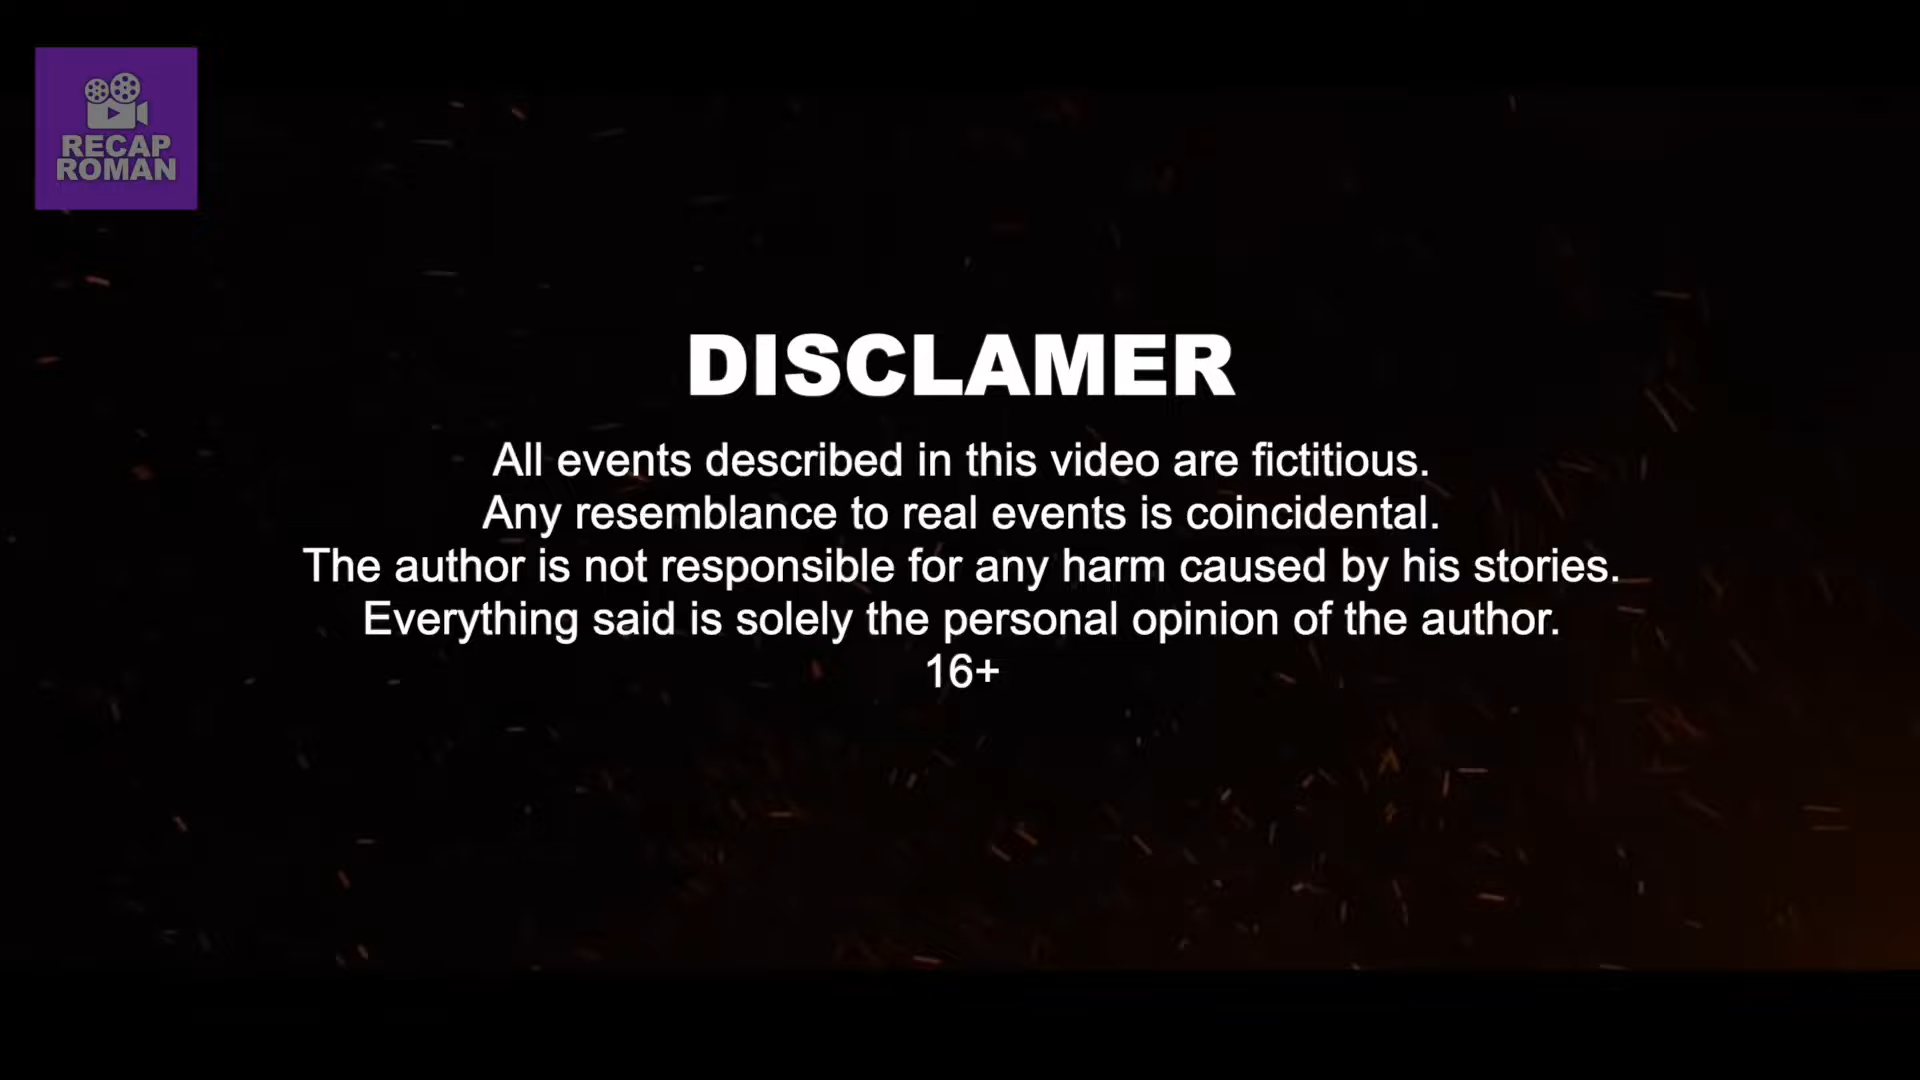 RECAP
ROMAN
DISCLAMER
All events described in this video are fictitious.
Any resemblance to real events is coincidental.
The author is not responsible for any harm caused by his stories.
Everything said is solely the personal opinion of the author.
16+